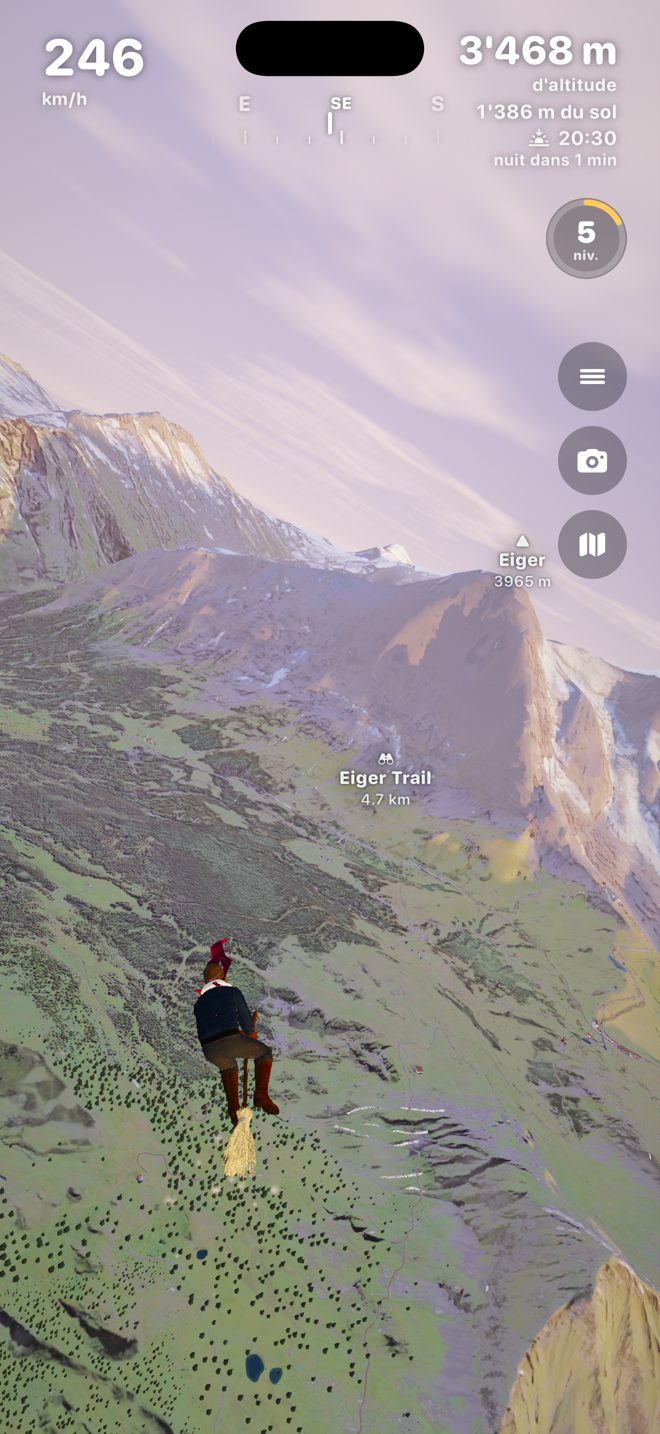 246
km/h
3'468 m
d'altitude
1'386 m du sol
20:30
nuit dans 1 min
E
SE
S
5
niv.
Eiger
3965 m
Eiger Trail
4.7 km